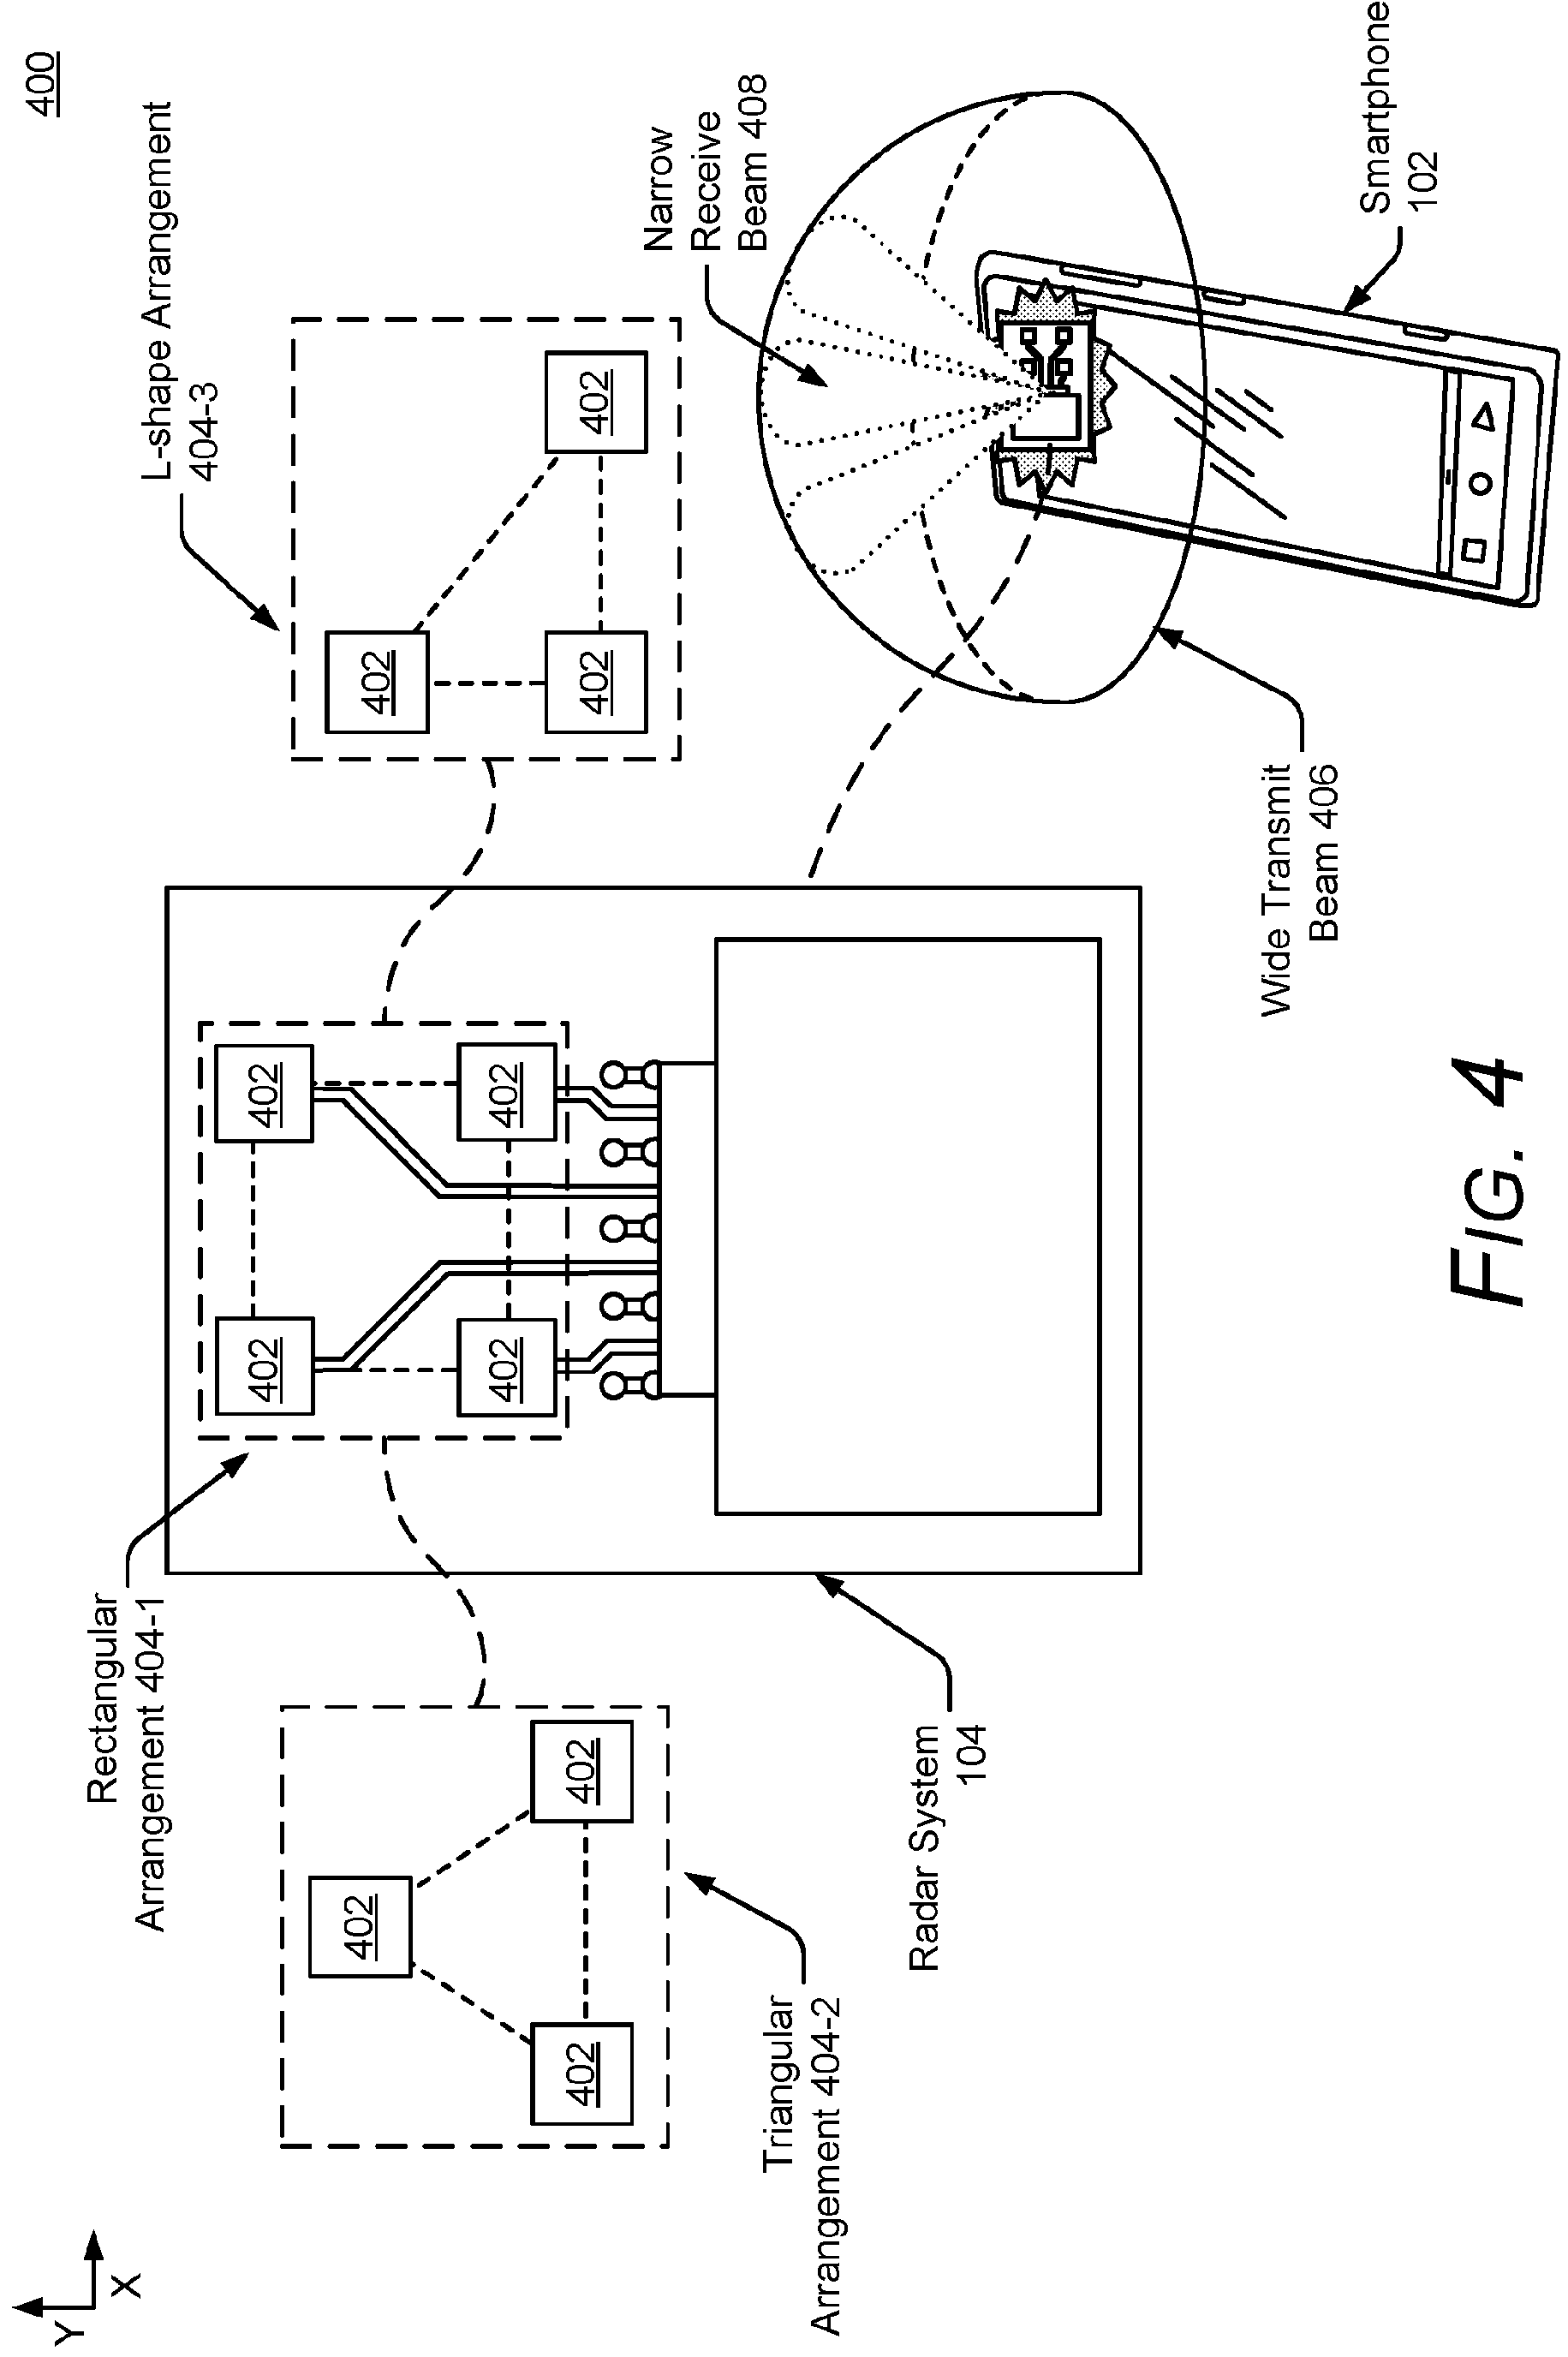 400
Y
X
Rectangular
Arrangement 404-1
L-shape Arrangement
404-3
402
402
402
402
402
402
402
402
402
402
Triangular
Arrangement 404-2
Radar System
104
Narrow
Receive
Beam 408
Wide Transmit
Beam 406
Smartphone
102
FIG. 4